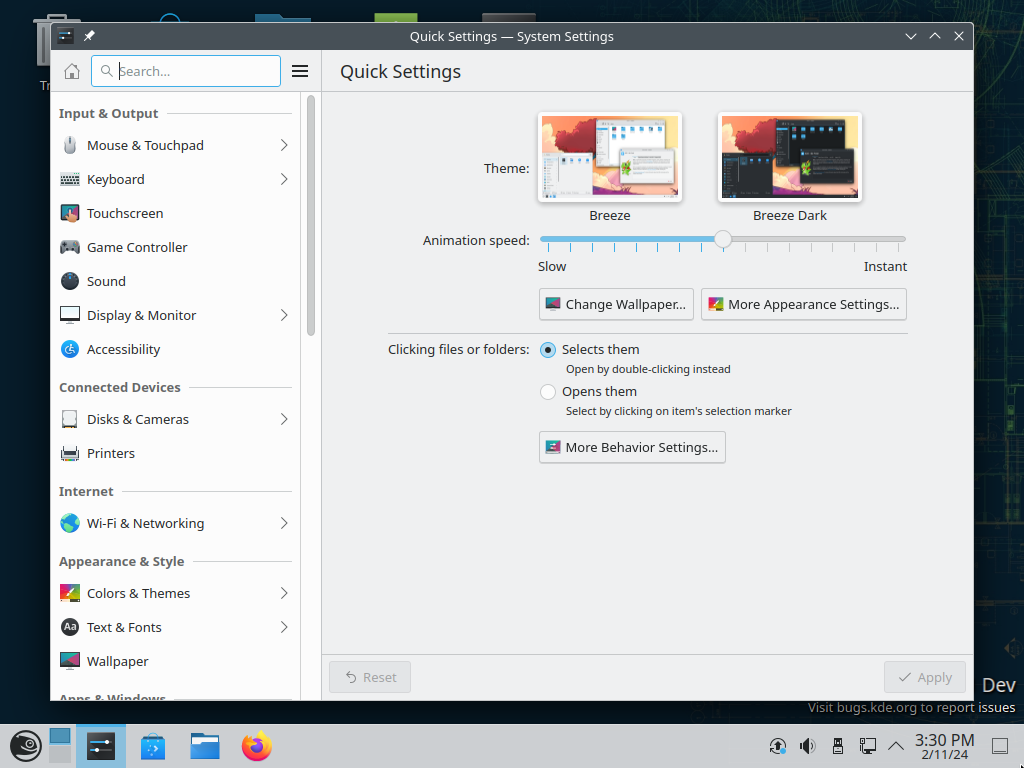 Quick Settings — System Settings
Search...
Quick Settings
Input & Output
Mouse & Touchpad
Keyboard
Touchscreen
Game Controller
Sound
Display & Monitor
Accessibility
Connected Devices
Disks & Cameras
Printers
Internet
Wi-Fi & Networking
Appearance & Style
Colors & Themes
Aa Text & Fonts
Wallpaper
Apps & Windows
Theme:
Breeze
Breeze Dark
Animation speed:
Slow
Instant
Change Wallpaper...
More Appearance Settings...
Clicking files or folders:
Selects them
Open by double-clicking instead
Opens them
Select by clicking on item's selection marker
More Behavior Settings...
Reset
Apply
Tr
Dev
Visit bugs.kde.org to report issues
3:30 PM
2/11/24